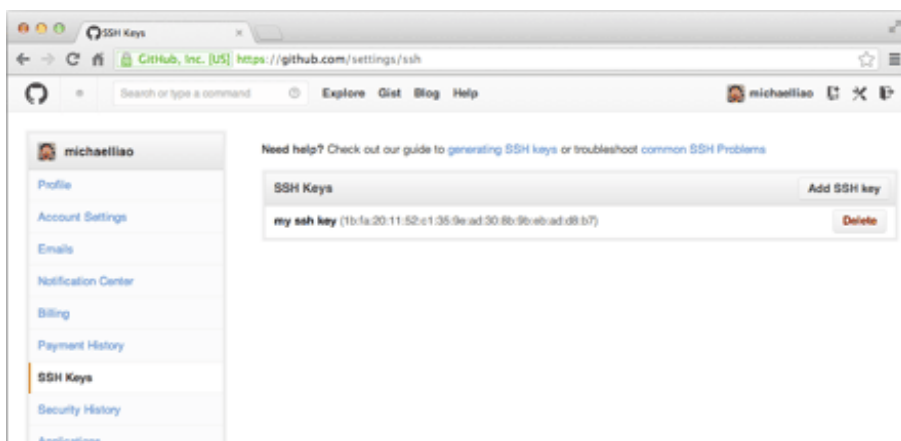 SSH Keys
GitHub, Inc. [US] https://github.com/settings/ssh
Search or type a command Explore Gist Blog Help michaelliao
michaelliao
Need help? Check out our guide to generating SSH keys or troubleshoot common SSH Problems
Profile
SSH Keys Add SSH key
Account Settings
my ssh key (1b:fa:20:11:52:c1:35:9e:ad:30:8b:9b:eb:ad:d8:b7) Delete
Emails
Notification Center
Billing
Payment History
SSH Keys
Security History
Applications